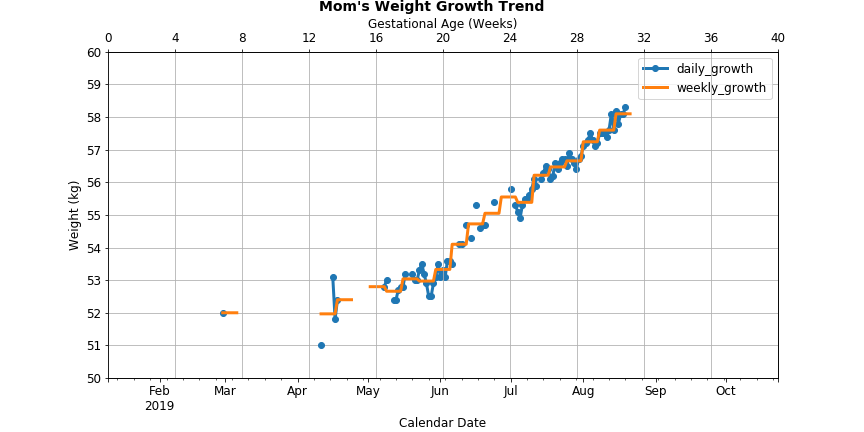 Mom's Weight Growth Trend
Gestational Age (Weeks)
0 4 8 12 16 20 24 28 32 36 40
60
daily_growth
59
weekly_growth
58
57
56
55
54
53
52
51
50
Weight (kg)
Feb Mar Apr May Jun Jul Aug Sep Oct
2019
Calendar Date